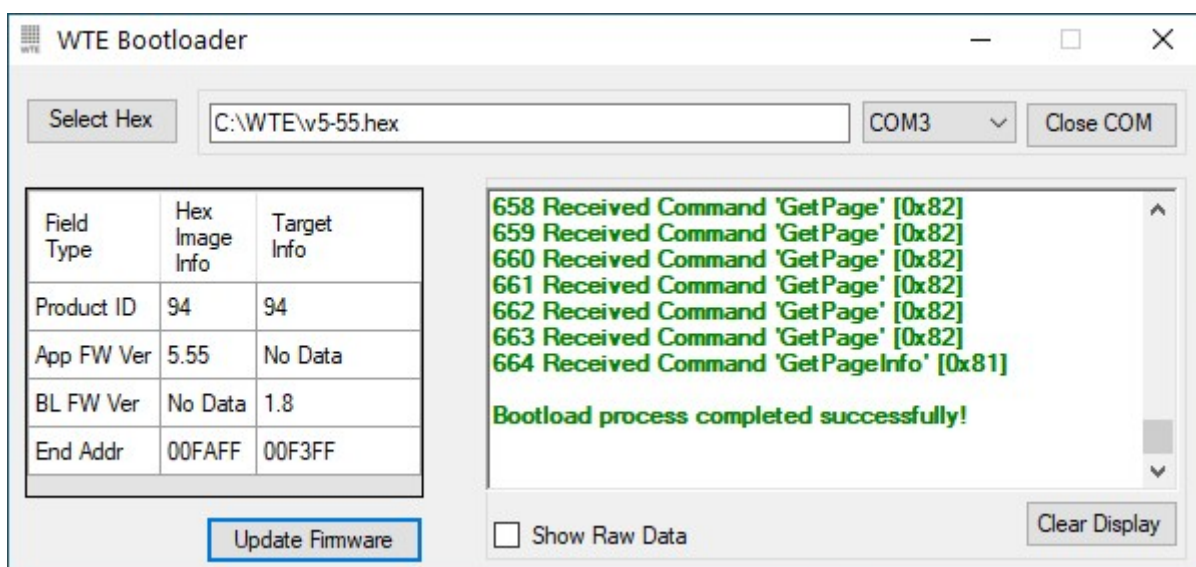 WTE Bootloader
Select Hex
C:\WTE\v5-55.hex
COM3
Close COM
Field Type
Hex Image Info
Target Info
Product ID 94 94
App FW Ver 5.55 No Data
BL FW Ver No Data 1.8
End Addr 00FAFF 00F3FF
Update Firmware
658 Received Command 'GetPage' [0x82]
659 Received Command 'GetPage' [0x82]
660 Received Command 'GetPage' [0x82]
661 Received Command 'GetPage' [0x82]
662 Received Command 'GetPage' [0x82]
663 Received Command 'GetPage' [0x82]
664 Received Command 'GetPageInfo' [0x81]
Bootload process completed successfully!
Show Raw Data
Clear Display